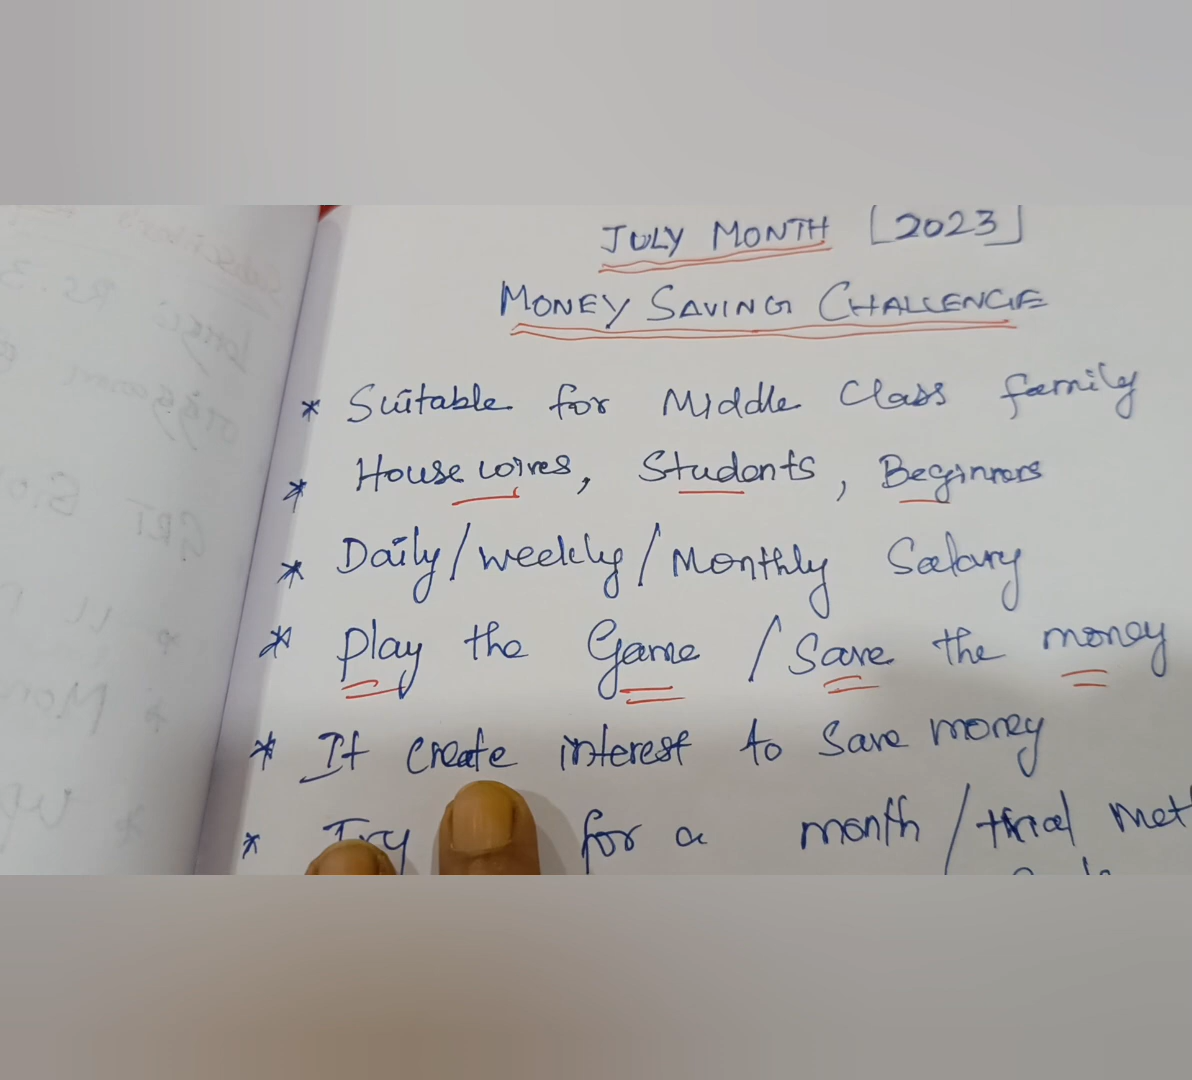 JULY MONTH [2023]
MONEY SAVING CHALLENGE
* Suitable for Middle Class family
* House wives, Students, Beginners
* Daily/weekly/Monthly Salary
* Play the Game / Save the money
* It create interest to Save money
* Try for a month / trial